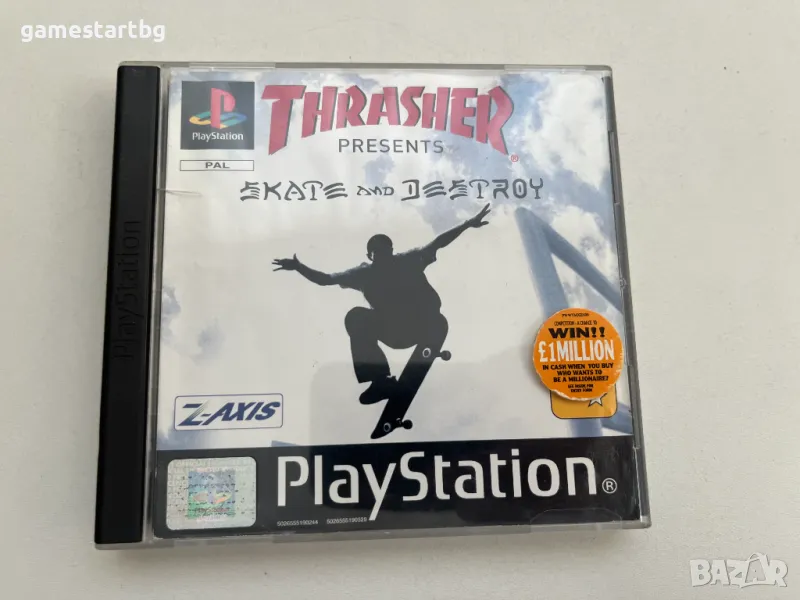 gamestartbg
PlayStation
PAL
THRASHER
®
PRESENTS
SKATE AND DESTROY
WIN!!
£1MILLION
IN CASH WHEN YOU BUY
WHO WANTS TO
BE A MILLIONAIRE?
Z-AXIS
PlayStation®
PlayStation
BAZAR